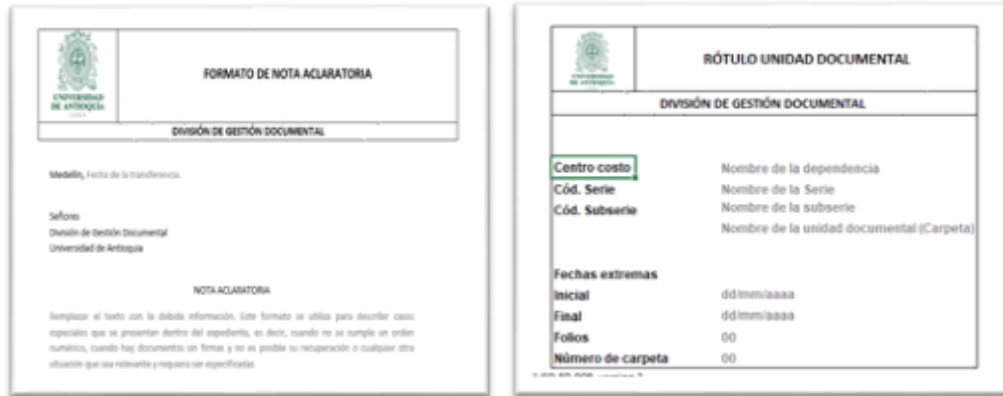 UNIVERSIDAD
DE ANTIOQUIA
FORMATO DE NOTA ACLARATORIA
DIVISIÓN DE GESTIÓN DOCUMENTAL
Medellín, Fecha de la transferencia.
Señores
División de Gestión Documental
Universidad de Antioquia
NOTA ACLARATORIA
Remplazar el texto con la debida información. Este formato se utiliza para describir casos
especiales que se presentan dentro del expediente, es decir, cuando no se cumple un orden
numérico, cuando hay documentos sin firmas y no es posible su recuperación o cualquier otra
situación que sea relevante y requiera ser especificadas
UNIVERSIDAD
DE ANTIOQUIA
RÓTULO UNIDAD DOCUMENTAL
DIVISIÓN DE GESTIÓN DOCUMENTAL
Centro costo Nombre de la dependencia
Cód. Serie Nombre de la Serie
Cód. Subserie Nombre de la subserie
Nombre de la unidad documental (Carpeta)
Fechas extremas
Inicial dd/mm/aaaa
Final dd/mm/aaaa
Folios 00
Número de carpeta 00